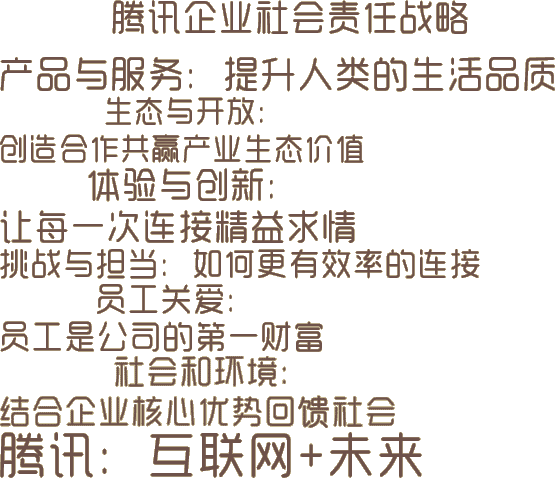 腾讯企业社会责任战略
产品与服务：提升人类的生活品质
生态与开放：
创造合作共赢产业生态价值
体验与创新：
让每一次连接精益求情
挑战与担当：如何更有效率的连接
员工关爱：
员工是公司的第一财富
社会和环境：
结合企业核心优势回馈社会
腾讯：互联网+未来